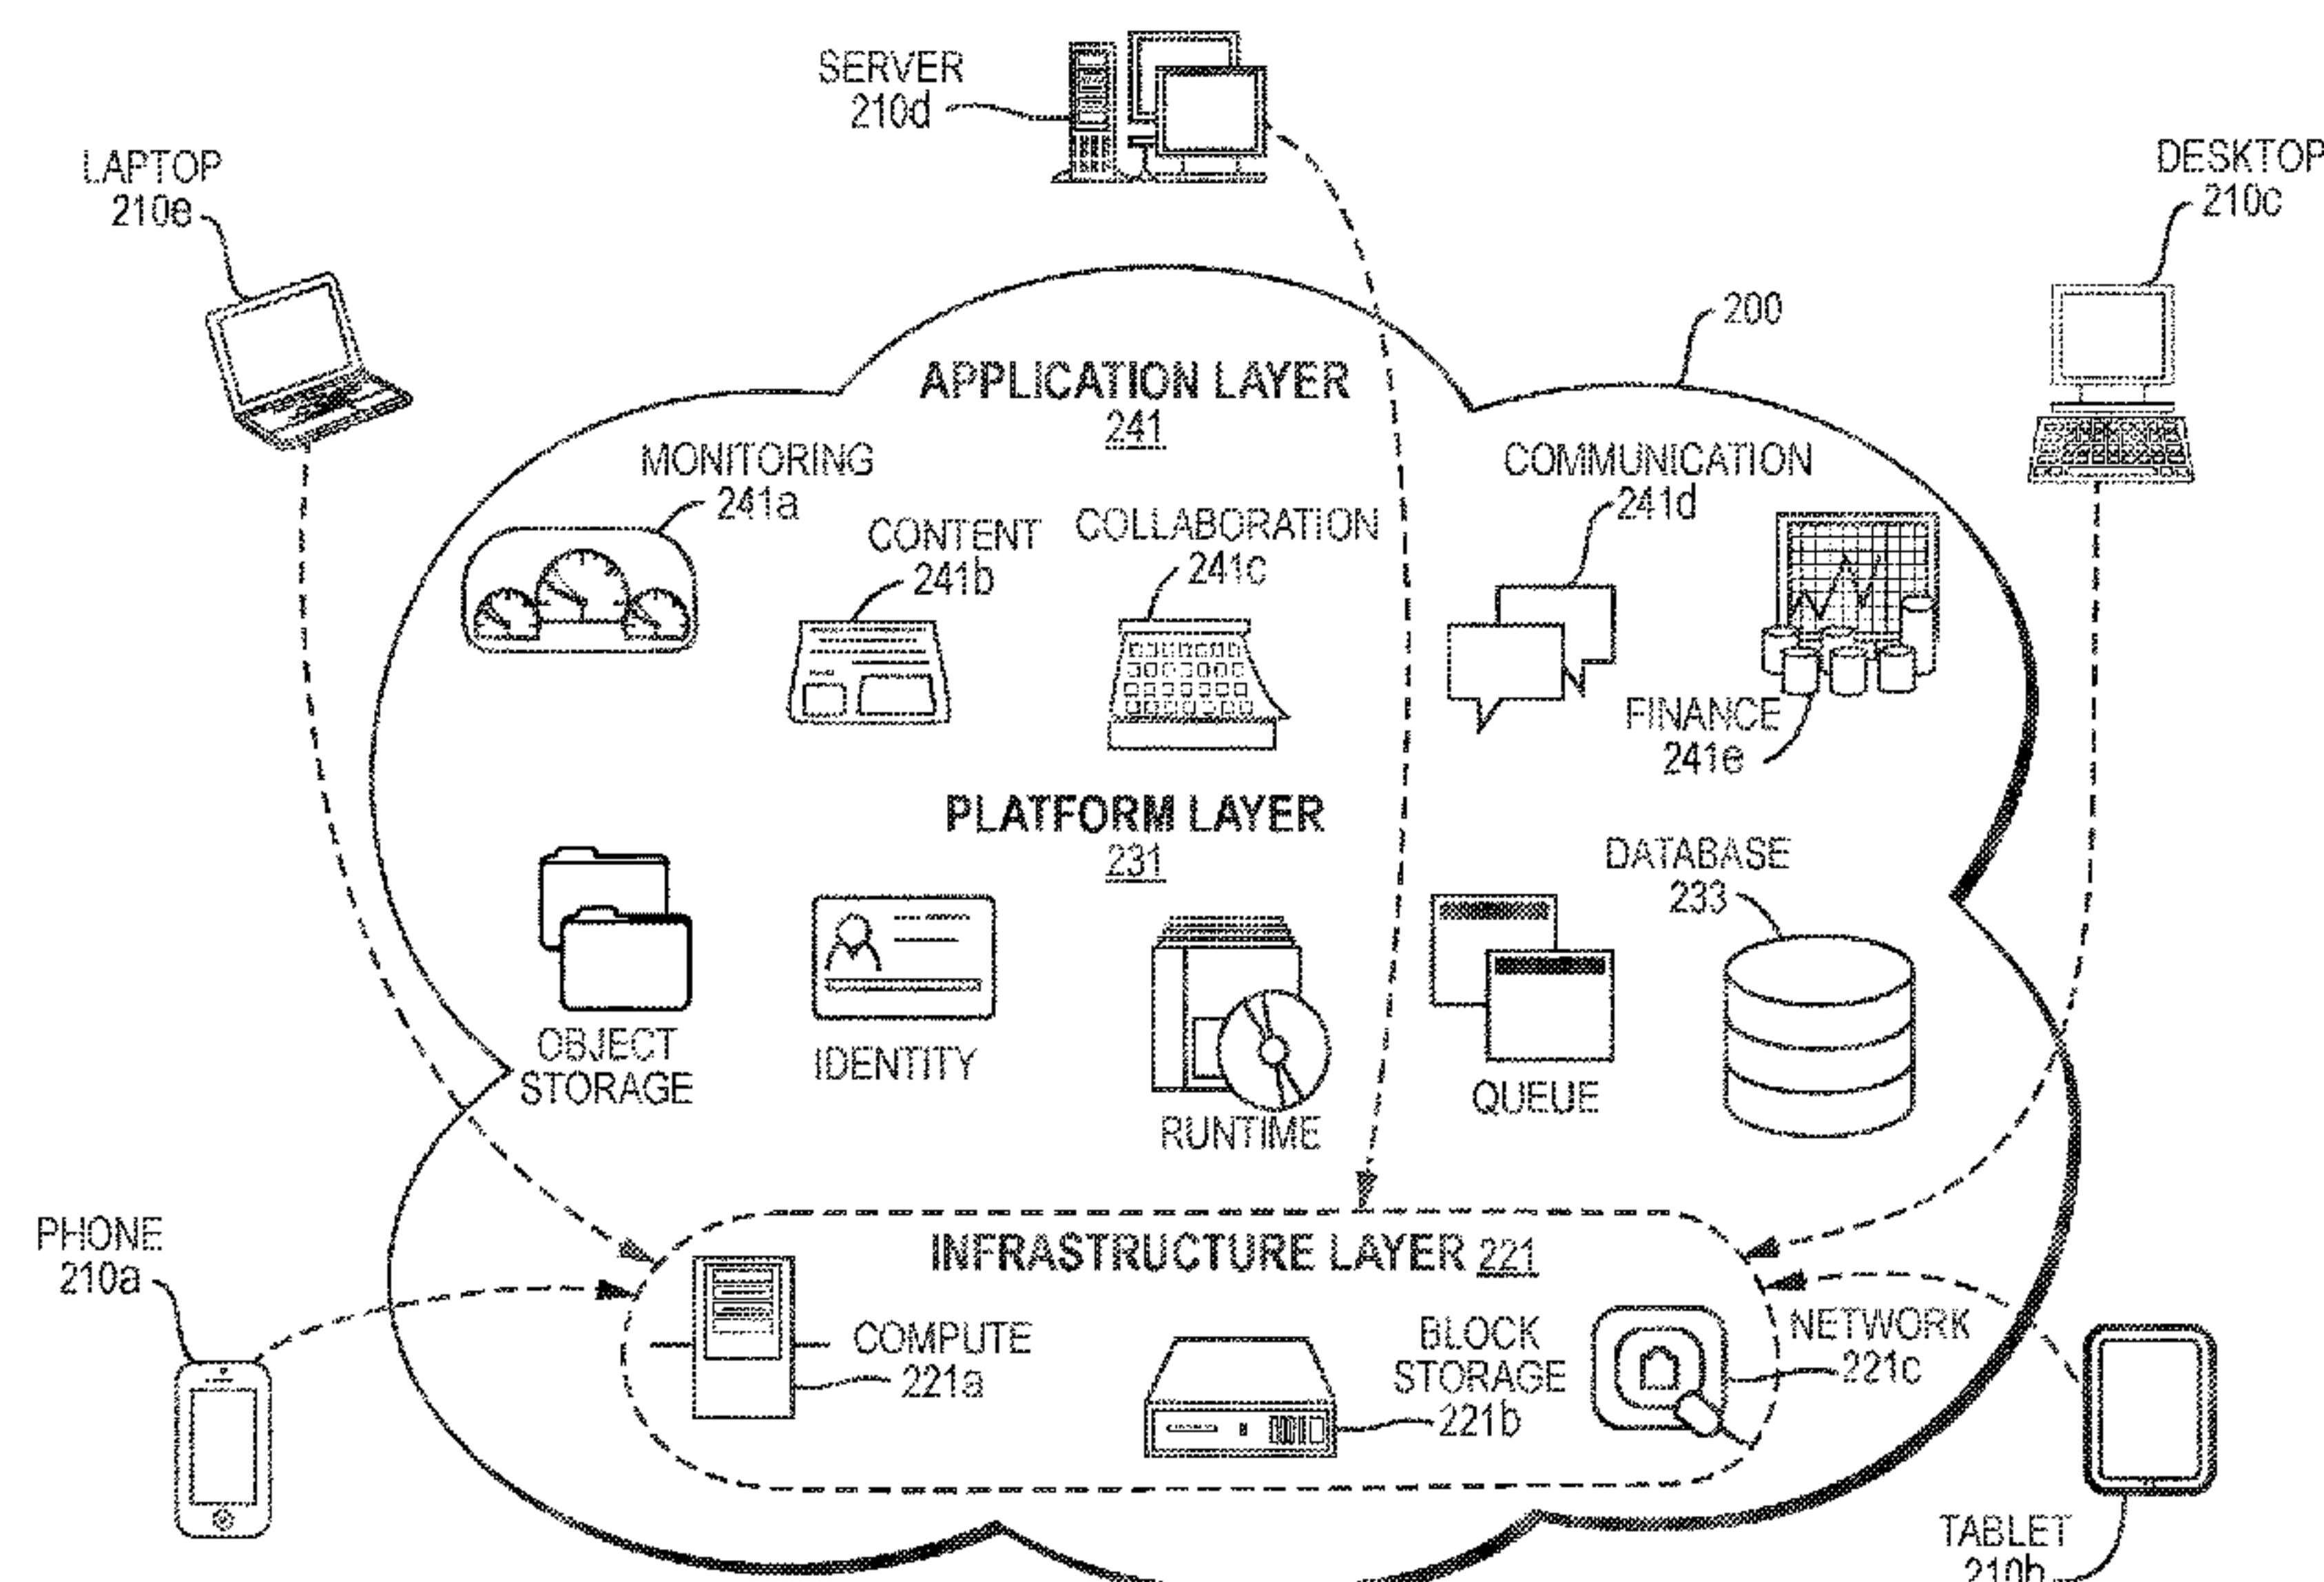 SERVER
210d
LAPTOP
210e
DESKTOP
210c
200
APPLICATION LAYER
241
MONITORING
241a
CONTENT
241b
COLLABORATION
241c
COMMUNICATION
241d
FINANCE
241e
PLATFORM LAYER
231
DATABASE
233
OBJECT
STORAGE
IDENTITY
RUNTIME
QUEUE
PHONE
210a
INFRASTRUCTURE LAYER 221
COMPUTE
221a
BLOCK
STORAGE
221b
NETWORK
221c
TABLET
210b